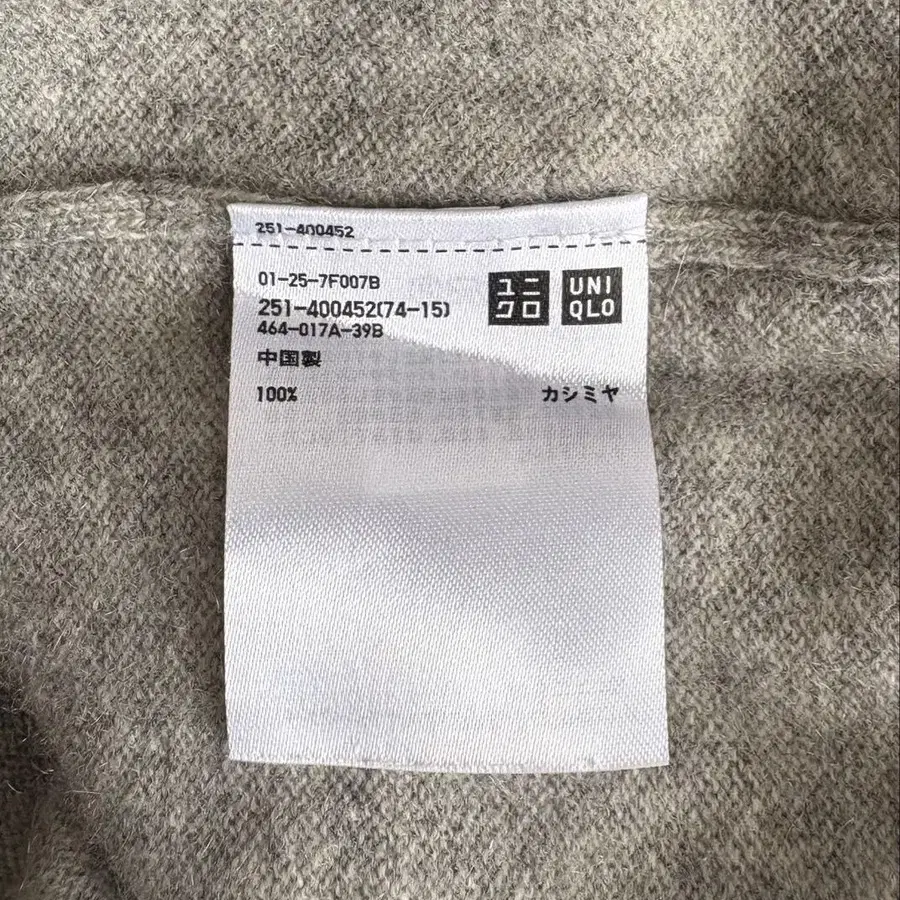 251-400452
01-25-7F007B
251-400452(74-15)
464-017A-39B
中国製
100% カシミヤ
ユニ
クロ
UNI
QLO